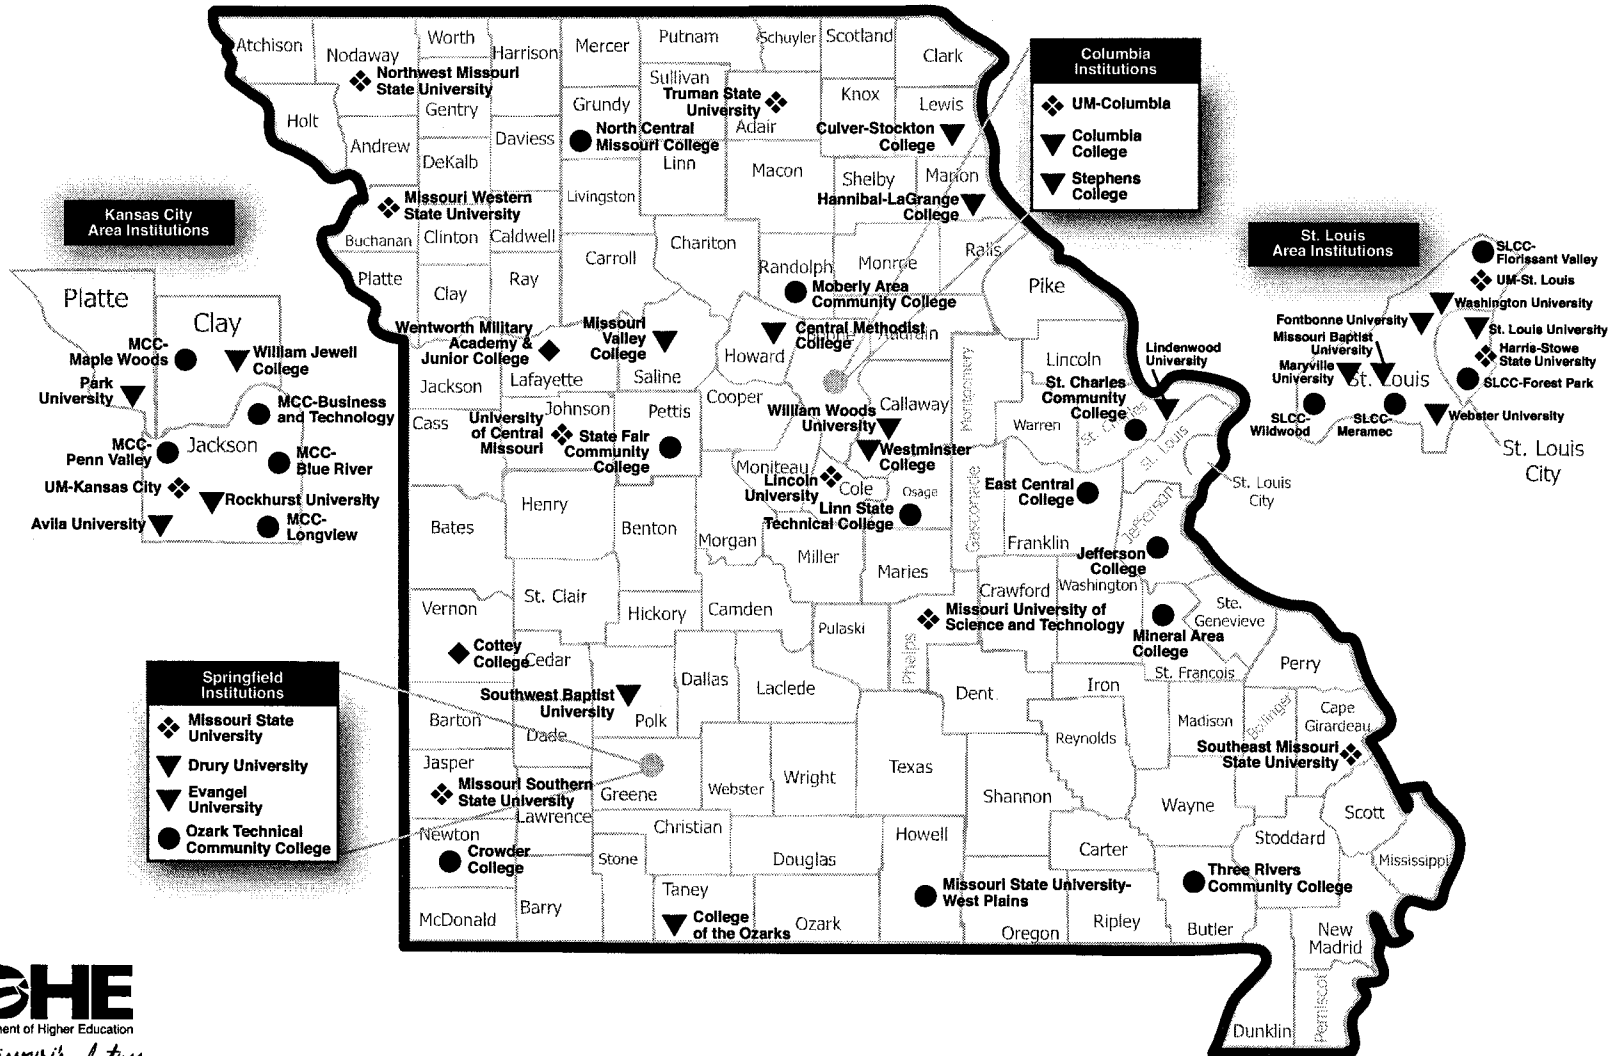 Atchison
Nodaway
Worth
Harrison
Mercer
Putnam
Schuyler
Scotland
Clark
Northwest Missouri
State University
Gentry
Holt
Andrew
DeKalb
Daviess
Grundy
Sullivan
Truman State
University
Adair
Knox
Lewis
North Central
Missouri College
Linn
Culver-Stockton
College
Macon
Shelby
Marion
Hannibal-LaGrange
College
Missouri Western
State University
Livingston
Buchanan
Clinton
Caldwell
Carroll
Chariton
Randolph
Monroe
Ralls
Pike
Platte
Clay
Ray
Moberly Area
Community College
Wentworth Military
Academy &
Junior College
Missouri
Valley
College
Central Methodist
College
Audrain
Howard
Saline
Lafayette
Jackson
Cass
Johnson
Pettis
Cooper
University
of Central
Missouri
State Fair
Community
College
William Woods
University
Callaway
Westminster
College
Montgomery
Lincoln
Warren
St. Charles
Community
College
St. Charles
Lindenwood
University
St. Louis
St. Louis
City
Moniteau
Lincoln
University
Cole
Osage
Linn State
Technical College
Gasconade
East Central
College
Franklin
Jefferson
Jefferson
College
Bates
Henry
Benton
Morgan
Miller
Maries
Vernon
St. Clair
Hickory
Camden
Pulaski
Phelps
Crawford
Washington
Missouri University of
Science and Technology
Ste.
Genevieve
Mineral Area
College
St. Francois
Perry
Cottey
College
Cedar
Southwest Baptist
University
Polk
Dallas
Laclede
Dent
Iron
Madison
Bollinger
Cape
Girardeau
Southeast Missouri
State University
Barton
Dade
Jasper
Missouri Southern
State University
Greene
Lawrence
Webster
Wright
Texas
Reynolds
Shannon
Wayne
Scott
Stoddard
Mississippi
Newton
Crowder
College
Christian
Stone
Douglas
Howell
Carter
Three Rivers
Community College
McDonald
Barry
Taney
College
of the Ozarks
Ozark
Missouri State University-
West Plains
Oregon
Ripley
Butler
New
Madrid
Dunklin
Pemiscot
Columbia
Institutions
UM-Columbia
Columbia
College
Stephens
College
Kansas City
Area Institutions
Platte
Clay
MCC-
Maple Woods
William Jewell
College
Park
University
MCC-Business
and Technology
Jackson
MCC-
Penn Valley
MCC-
Blue River
UM-Kansas City
Rockhurst University
Avila University
MCC-
Longview
St. Louis
Area Institutions
SLCC-
Florissant Valley
UM-St. Louis
Washington University
Fontbonne University
St. Louis University
Missouri Baptist
University
Harris-Stowe
State University
Maryville
University
St. Louis
SLCC-Forest Park
SLCC-
Wildwood
SLCC-
Meramec
Webster University
St. Louis
City
Springfield
Institutions
Missouri State
University
Drury University
Evangel
University
Ozark Technical
Community College
HE
ment of Higher Education